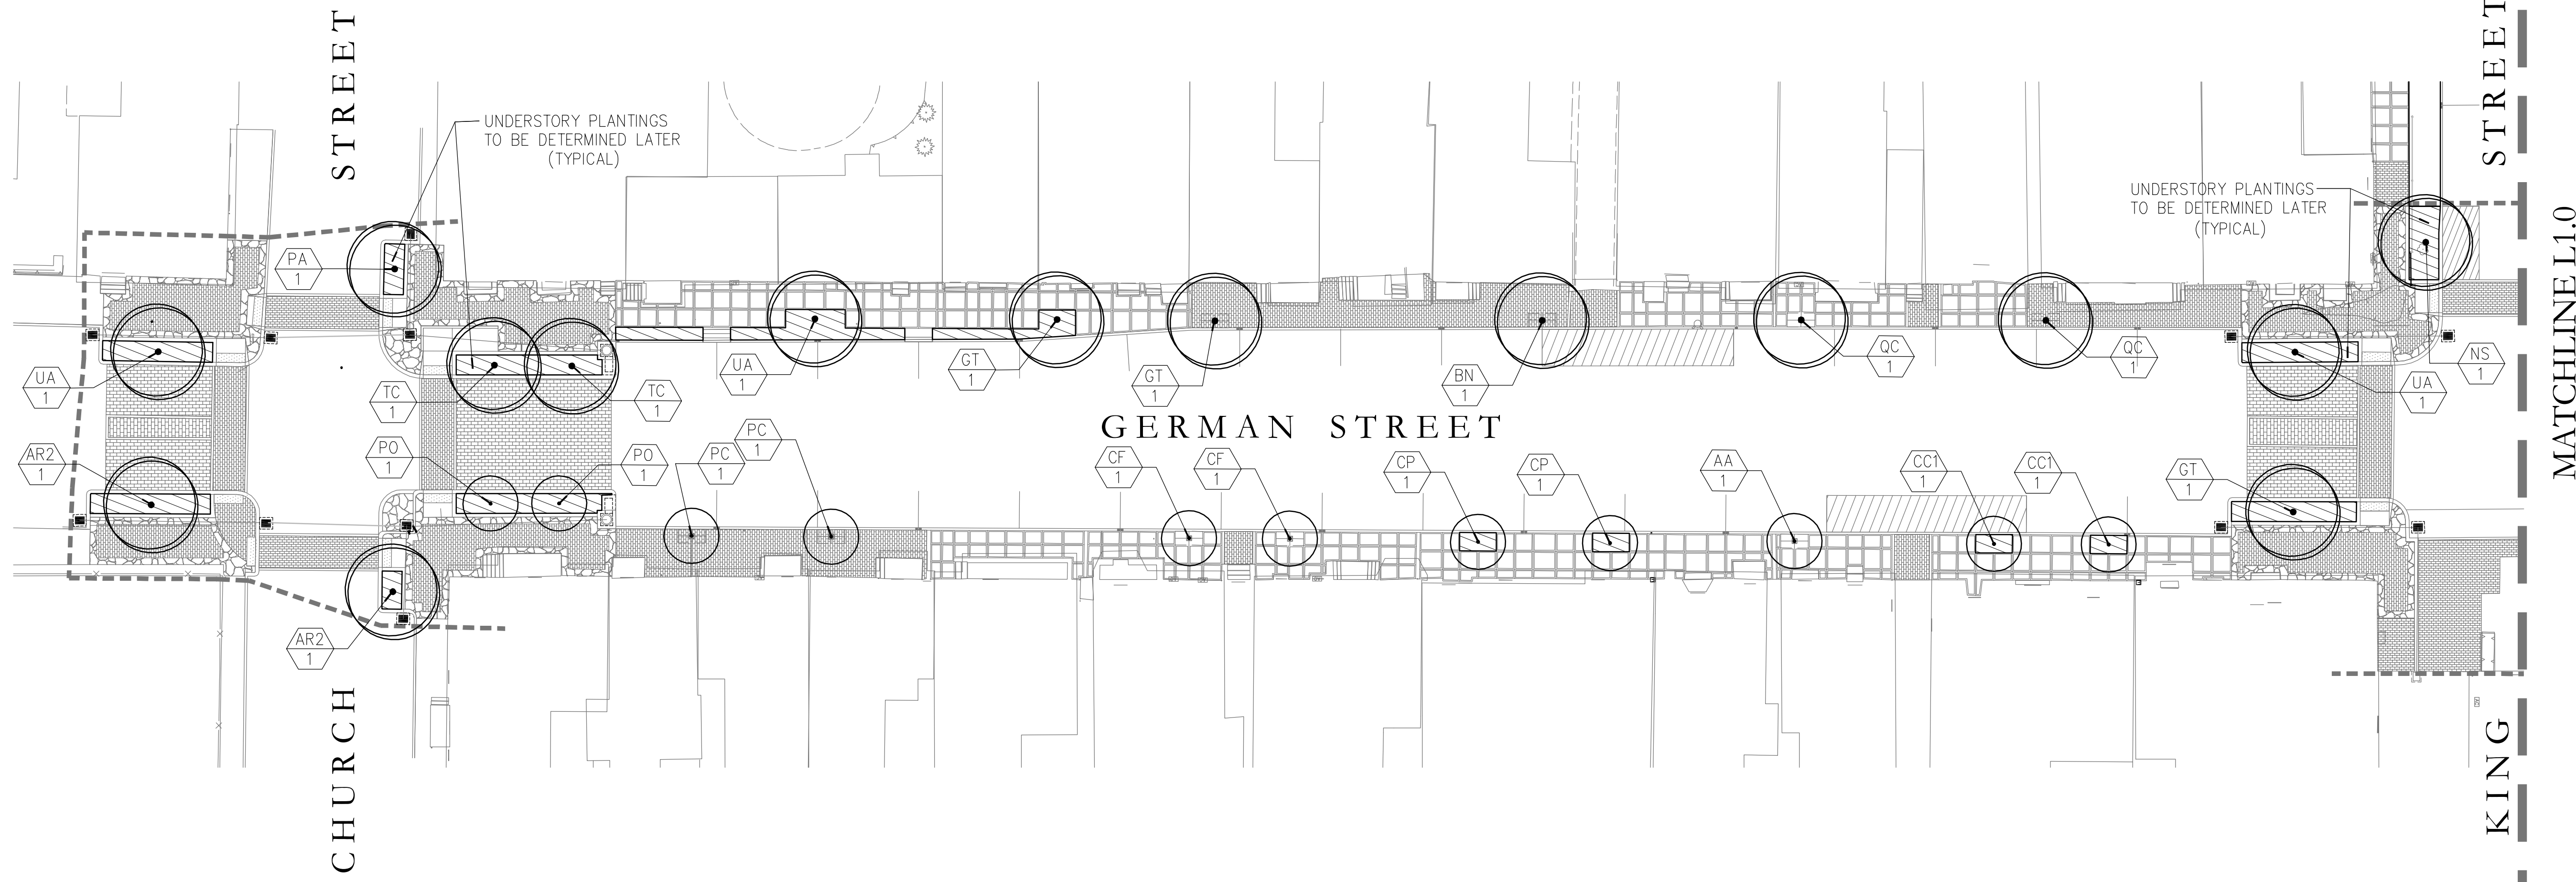 STREET
STREET
UNDERSTORY PLANTINGS
TO BE DETERMINED LATER
(TYPICAL)
UNDERSTORY PLANTINGS
TO BE DETERMINED LATER
(TYPICAL)
MATCHLINE L1.0
PA
1
UA
1
TC
1
TC
1
UA
1
GT
1
GT
1
BN
1
QC
1
QC
1
UA
1
NS
1
GERMAN STREET
AR2
1
PO
1
PO
1
PC
1
PC
1
CF
1
CF
1
CP
1
CP
1
AA
1
CC1
1
CC1
1
GT
1
AR2
1
CHURCH
KING